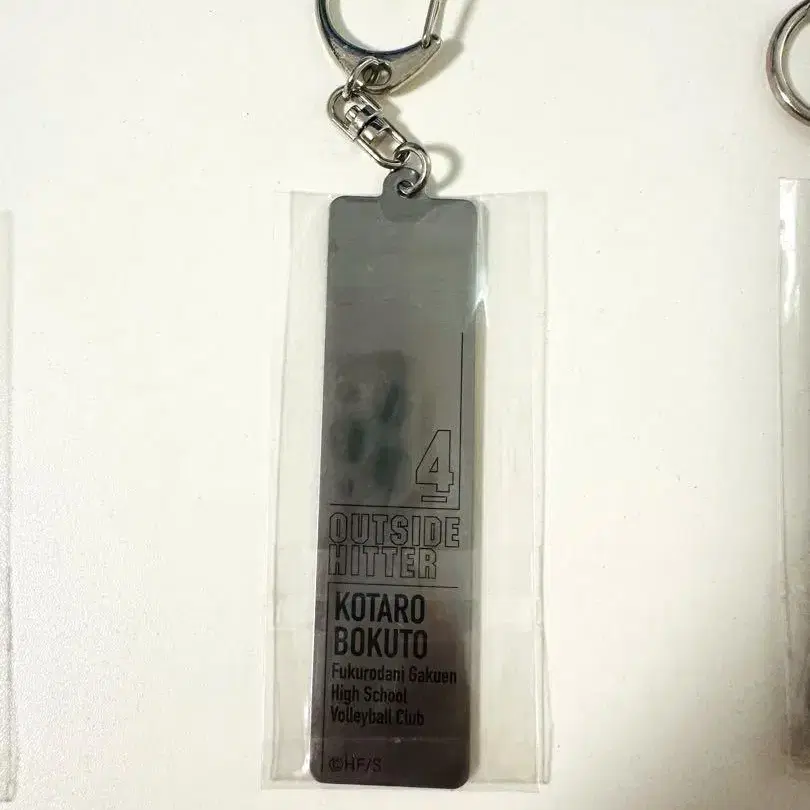 4
OUTSIDE
HITTER
KOTARO
BOKUTO
Fukurodani Gakuen
High School
Volleyball Club
©HF/S